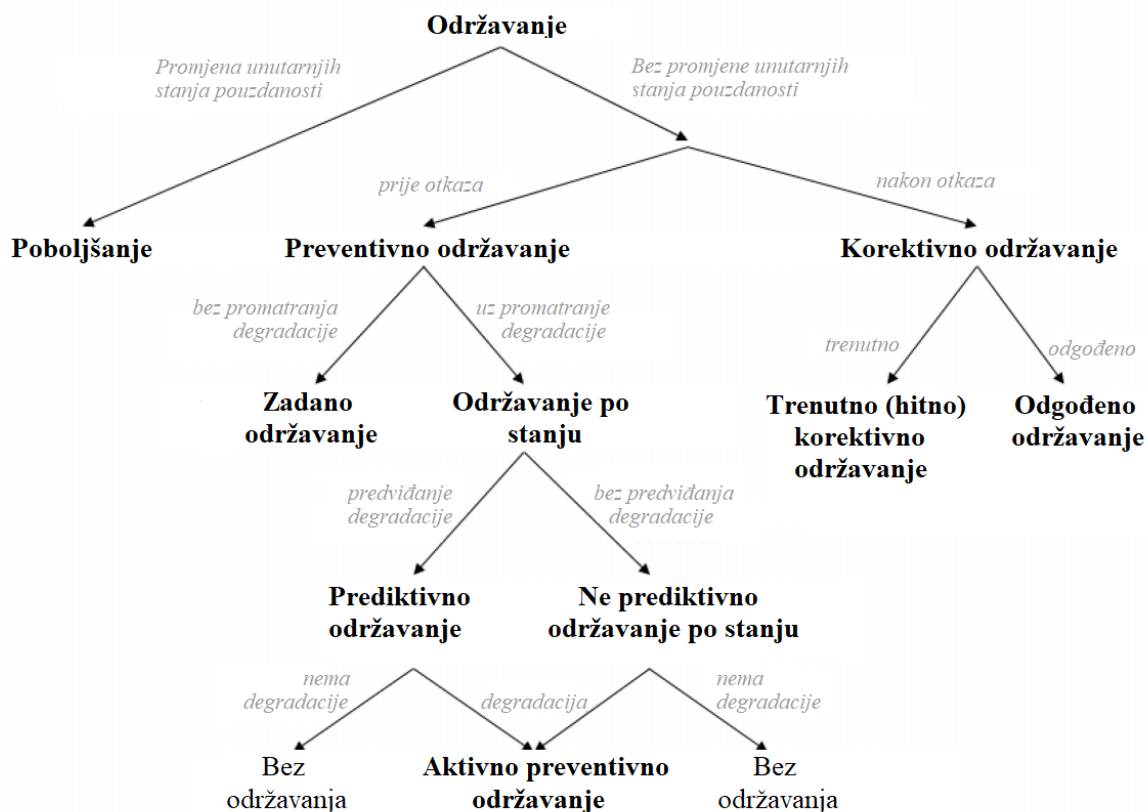 Održavanje
Promjena unutarnjih
stanja pouzdanosti
Bez promjene unutarnjih
stanja pouzdanosti
prije otkaza
nakon otkaza
Poboljšanje
Preventivno održavanje
Korektivno održavanje
bez promatranja
degradacije
uz promatranje
degradacije
trenutno
odgođeno
Zadano
održavanje
Održavanje po
stanju
Trenutno (hitno)
korektivno
održavanje
Odgođeno
održavanje
predviđanje
degradacije
bez predviđanja
degradacije
Prediktivno
održavanje
Ne prediktivno
održavanje po stanju
nema
degradacije
degradacija
nema
degradacije
Bez
održavanja
Aktivno preventivno
održavanje
Bez
održavanja